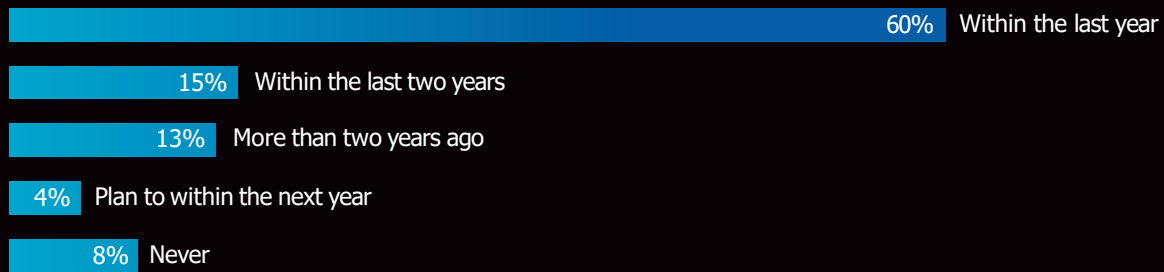 60% Within the last year
15% Within the last two years
13% More than two years ago
4% Plan to within the next year
8% Never